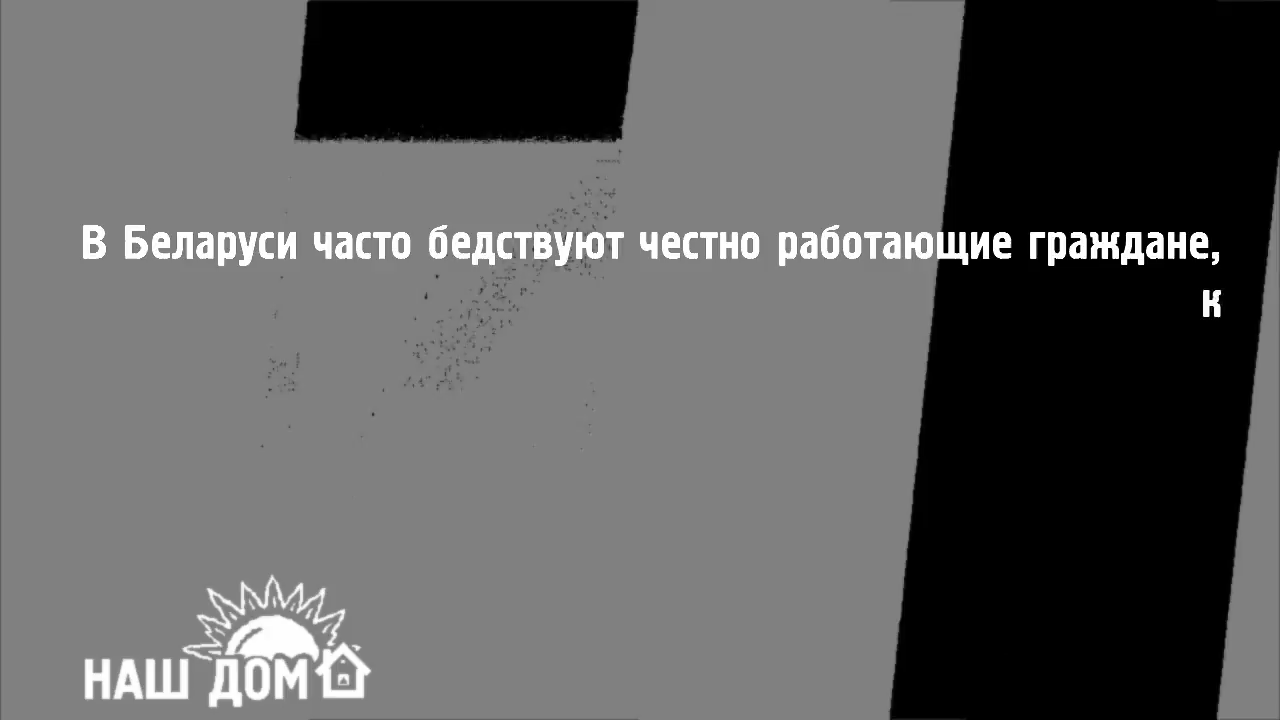 В Беларуси часто бедствуют честно работающие граждане,
к
НАШ ДОМ